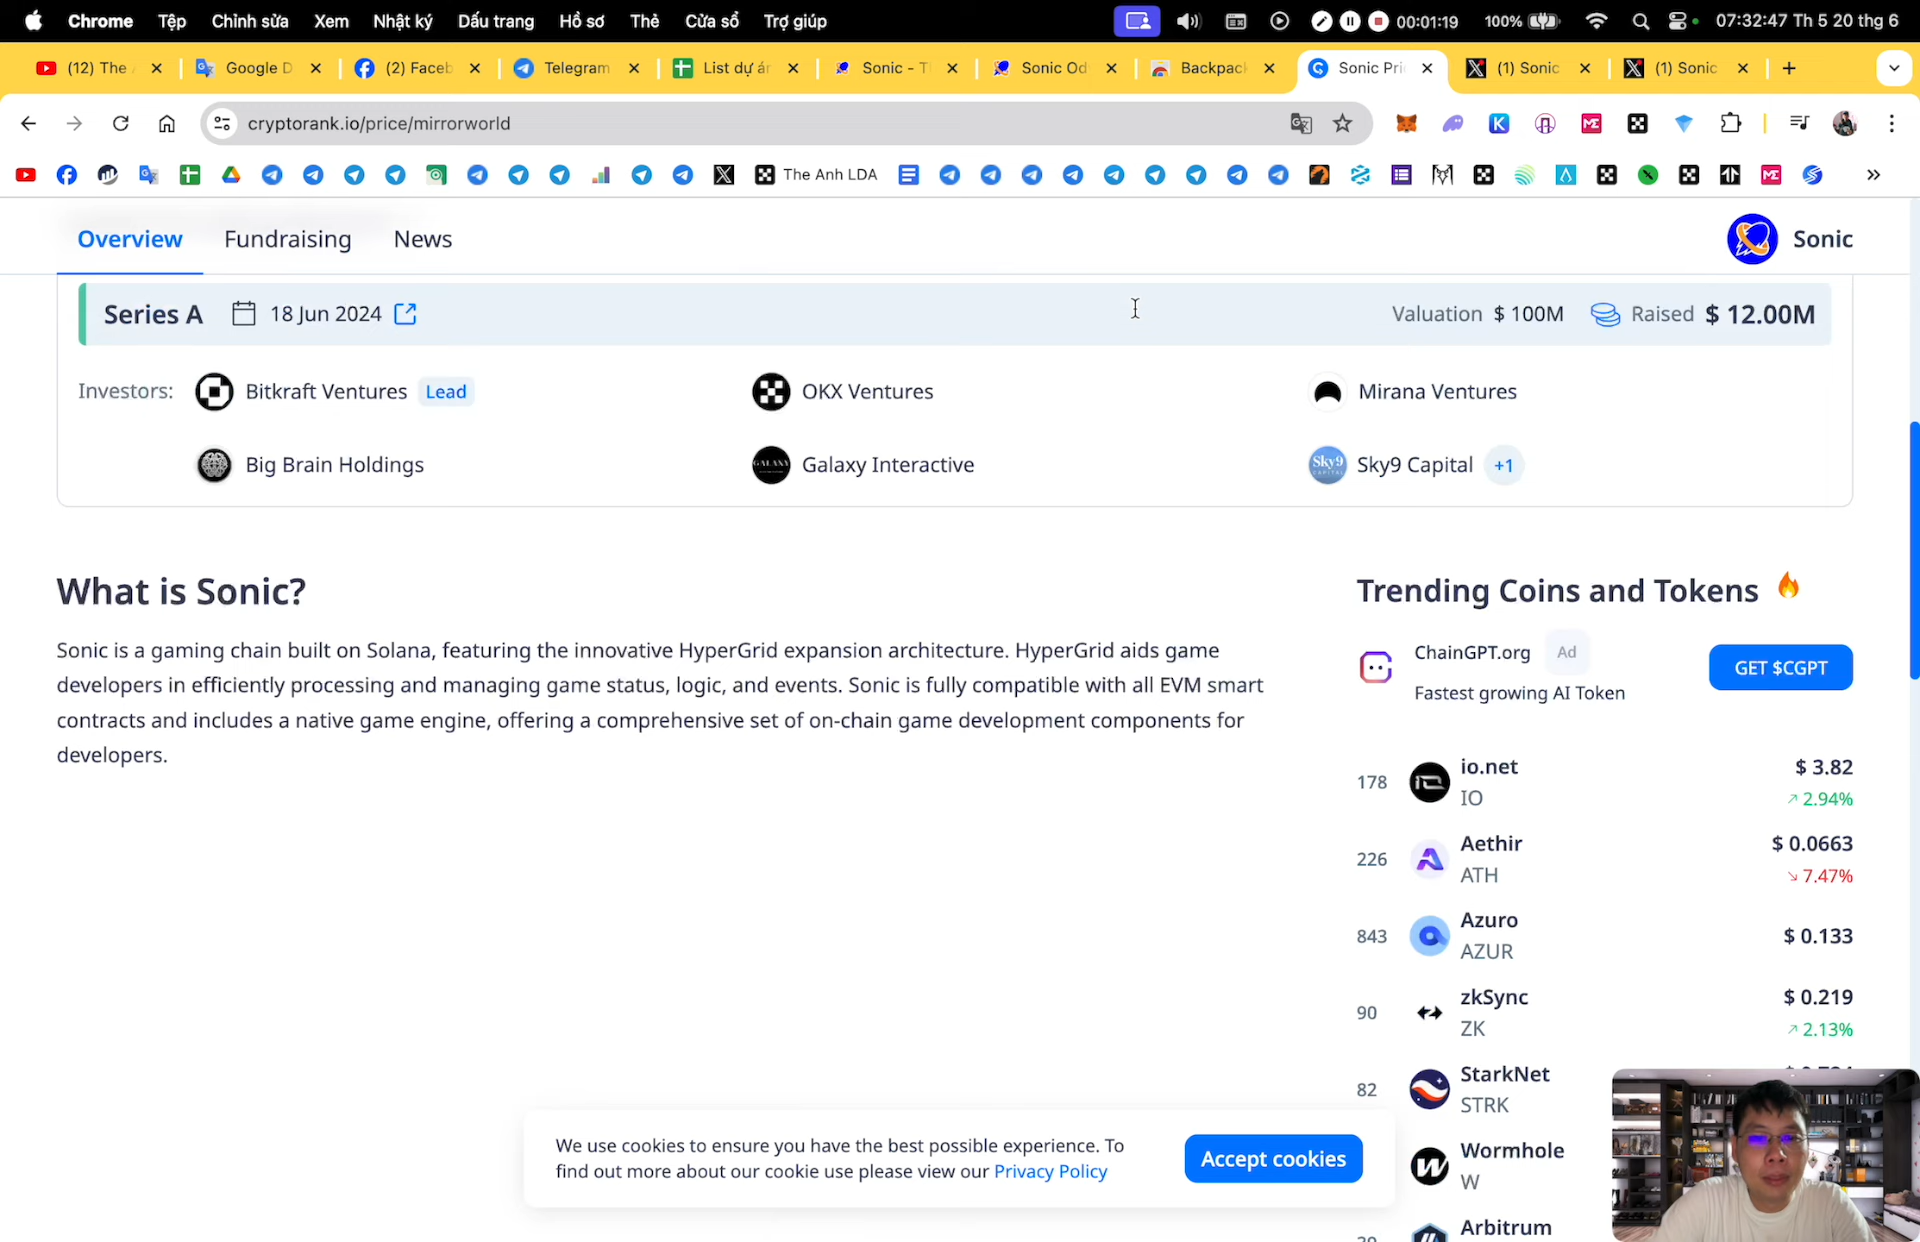 Chrome Tệp Chỉnh sửa Xem Nhật ký Dấu trang Hồ sơ Thẻ Cửa sổ Trợ giúp 00:01:19 100% 07:32:47 Th 5 20 thg 6
(12) The Google D (2) Faceb Telegram List dự án Sonic - T Sonic Od Backpack Sonic Pri (1) Sonic (1) Sonic
cryptorank.io/price/mirrorworld
The Anh LDA
Overview Fundraising News Sonic
Series A 18 Jun 2024 Valuation $ 100M Raised $ 12.00M
Investors: Bitkraft Ventures Lead OKX Ventures Mirana Ventures
Big Brain Holdings Galaxy Interactive Sky9 Capital +1
What is Sonic?
Sonic is a gaming chain built on Solana, featuring the innovative HyperGrid expansion architecture. HyperGrid aids game
developers in efficiently processing and managing game status, logic, and events. Sonic is fully compatible with all EVM smart
contracts and includes a native game engine, offering a comprehensive set of on-chain game development components for
developers.
Trending Coins and Tokens
ChainGPT.org Ad
Fastest growing AI Token
GET $CGPT
178 io.net $ 3.82
IO 2.94%
226 Aethir $ 0.0663
ATH 7.47%
843 Azuro $ 0.133
AZUR
90 zkSync $ 0.219
ZK 2.13%
82 StarkNet
STRK
Wormhole
W
Arbitrum
We use cookies to ensure you have the best possible experience. To
find out more about our cookie use please view our Privacy Policy
Accept cookies